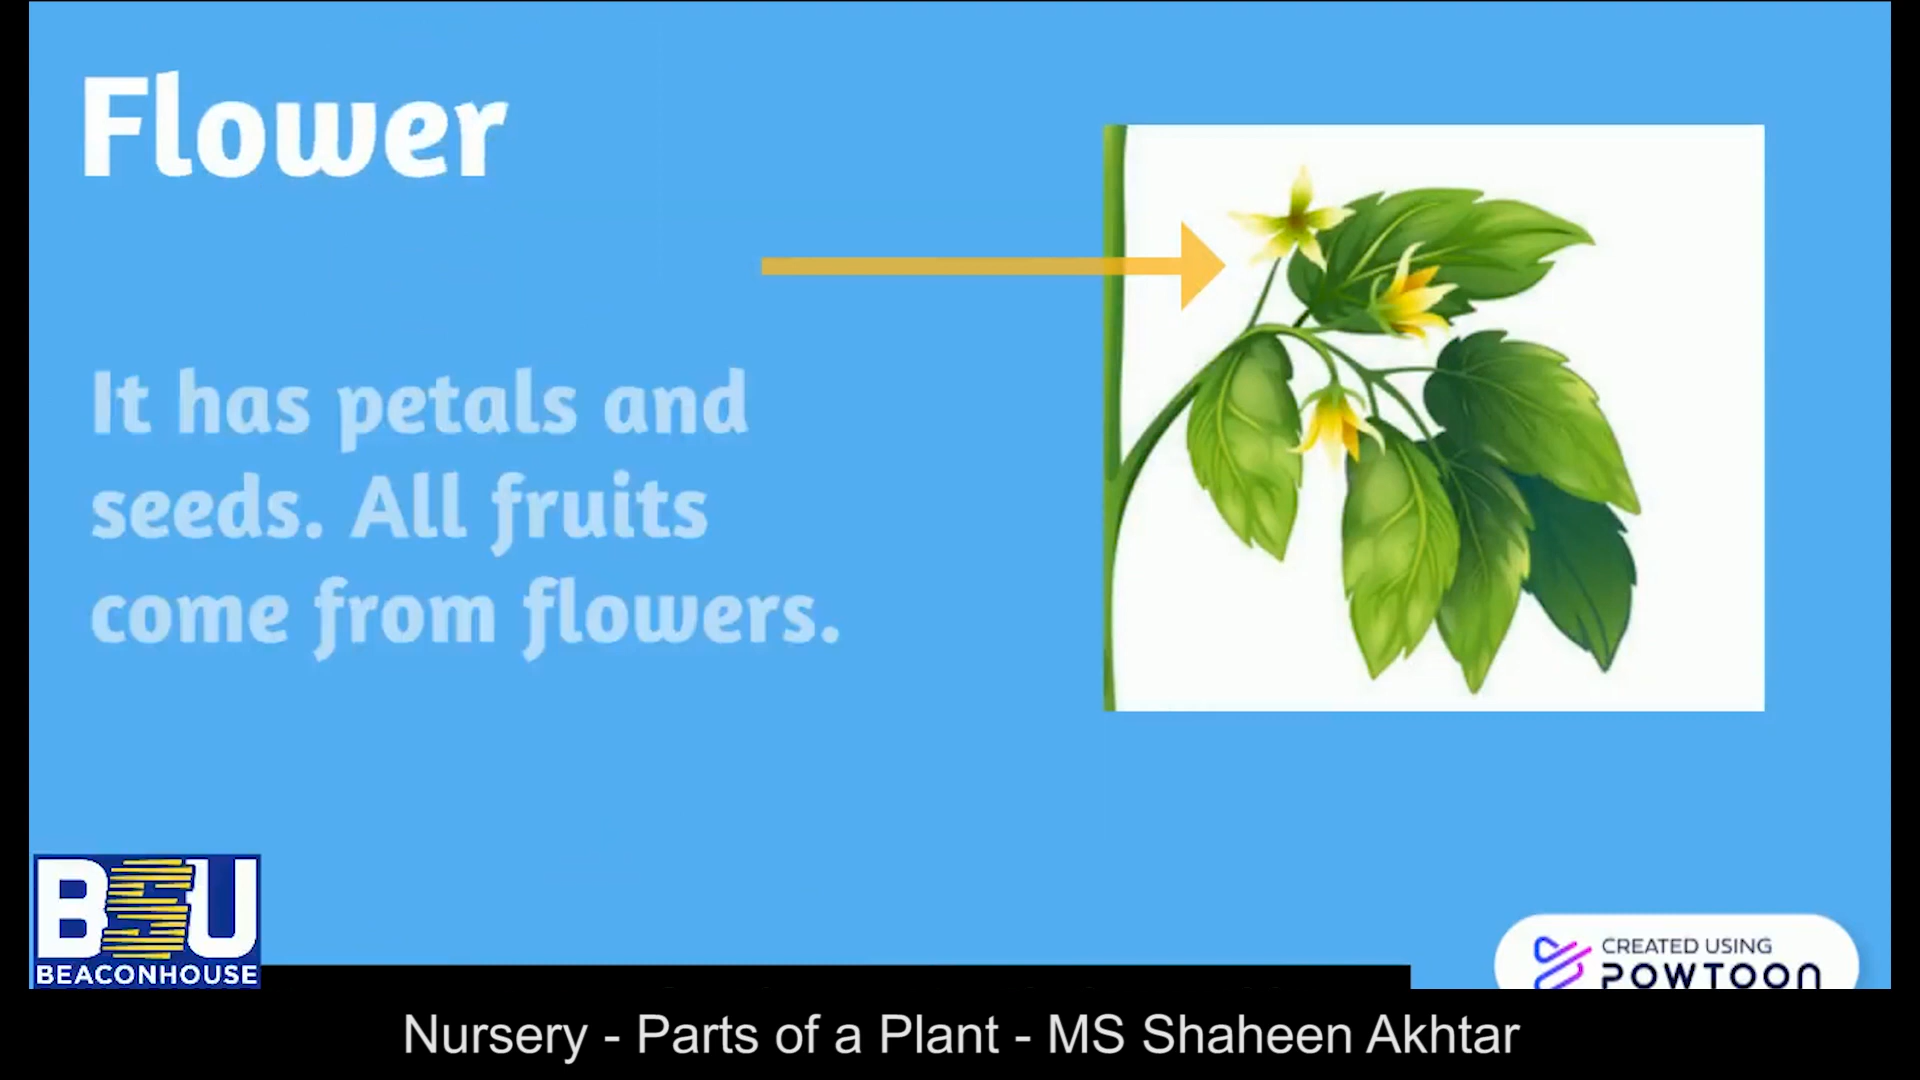 Flower
It has petals and
seeds. All fruits
come from flowers.
BSU
BEACONHOUSE
CREATED USING
POWTOON
Nursery - Parts of a Plant - MS Shaheen Akhtar